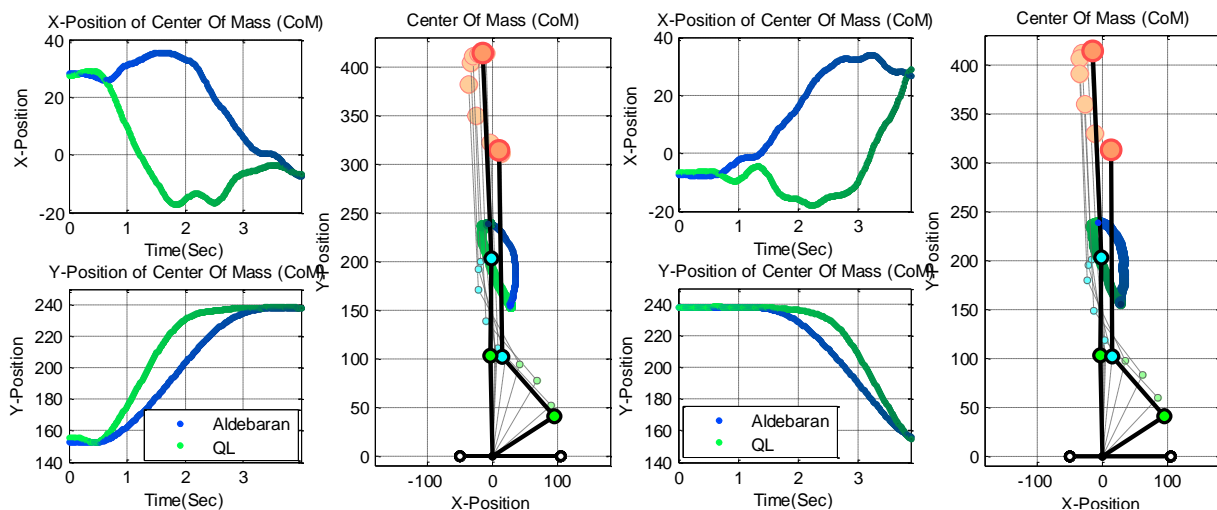 X-Position of Center Of Mass (CoM)
40
20
0
-20
0
1
2
3
X-Position
Time(Sec)
Y-Position of Center Of Mass (CoM)
240
220
200
180
160
140
0
1
2
3
Y-Position
Time(Sec)
Aldebaran
QL
Center Of Mass (CoM)
400
350
300
250
200
150
100
50
0
-100
0
100
Y-Position
X-Position
X-Position of Center Of Mass (CoM)
40
20
0
-20
0
1
2
3
X-Position
Time(Sec)
Y-Position of Center Of Mass (CoM)
240
220
200
180
160
140
0
1
2
3
Y-Position
Time(Sec)
Aldebaran
QL
Center Of Mass (CoM)
400
350
300
250
200
150
100
50
0
-100
0
100
Y-Position
X-Position